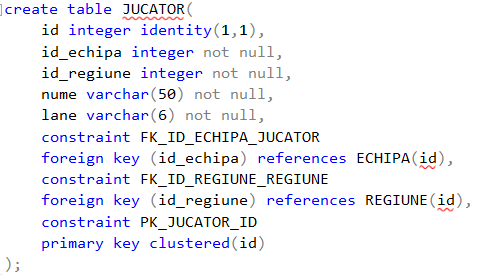 create table JUCATOR(
id integer identity(1,1),
id_echipa integer not null,
id_regiune integer not null,
nume varchar(50) not null,
lane varchar(6) not null,
constraint FK_ID_ECHIPA_JUCATOR
foreign key (id_echipa) references ECHIPA(id),
constraint FK_ID_REGIUNE_REGIUNE
foreign key (id_regiune) references REGIUNE(id),
constraint PK_JUCATOR_ID
primary key clustered(id)
);